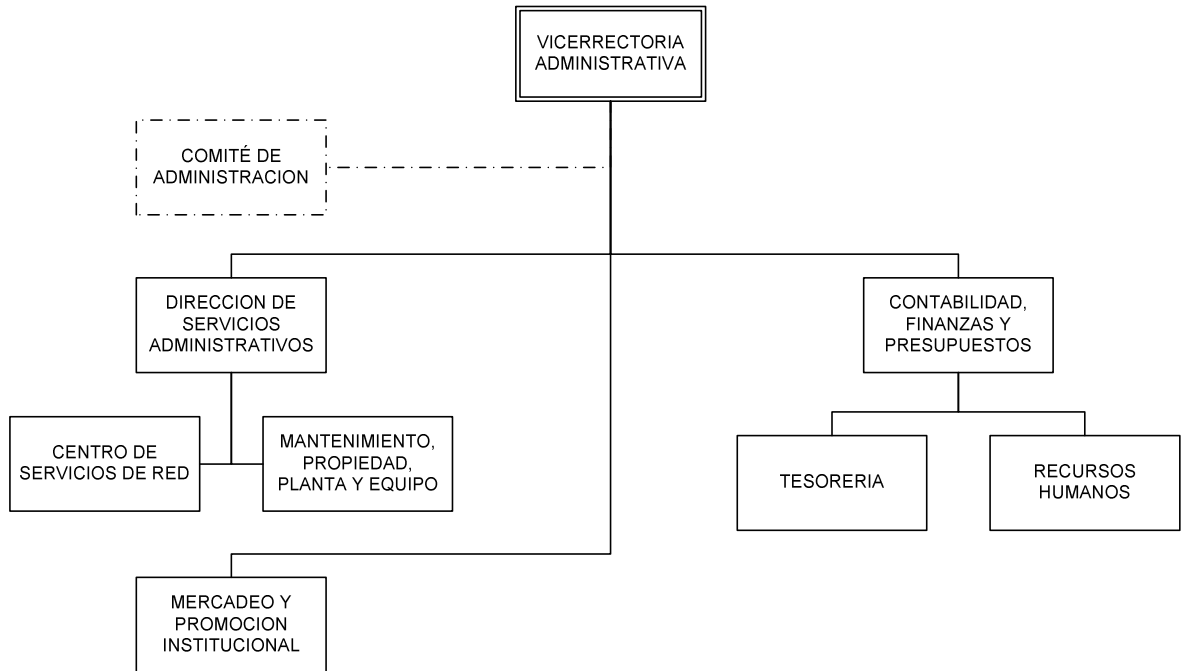 VICERRECTORIA
ADMINISTRATIVA
COMITÉ DE
ADMINISTRACION
DIRECCION DE
SERVICIOS
ADMINISTRATIVOS
CONTABILIDAD,
FINANZAS Y
PRESUPUESTOS
CENTRO DE
SERVICIOS DE RED
MANTENIMIENTO,
PROPIEDAD,
PLANTA Y EQUIPO
TESORERIA
RECURSOS
HUMANOS
MERCADEO Y
PROMOCION
INSTITUCIONAL